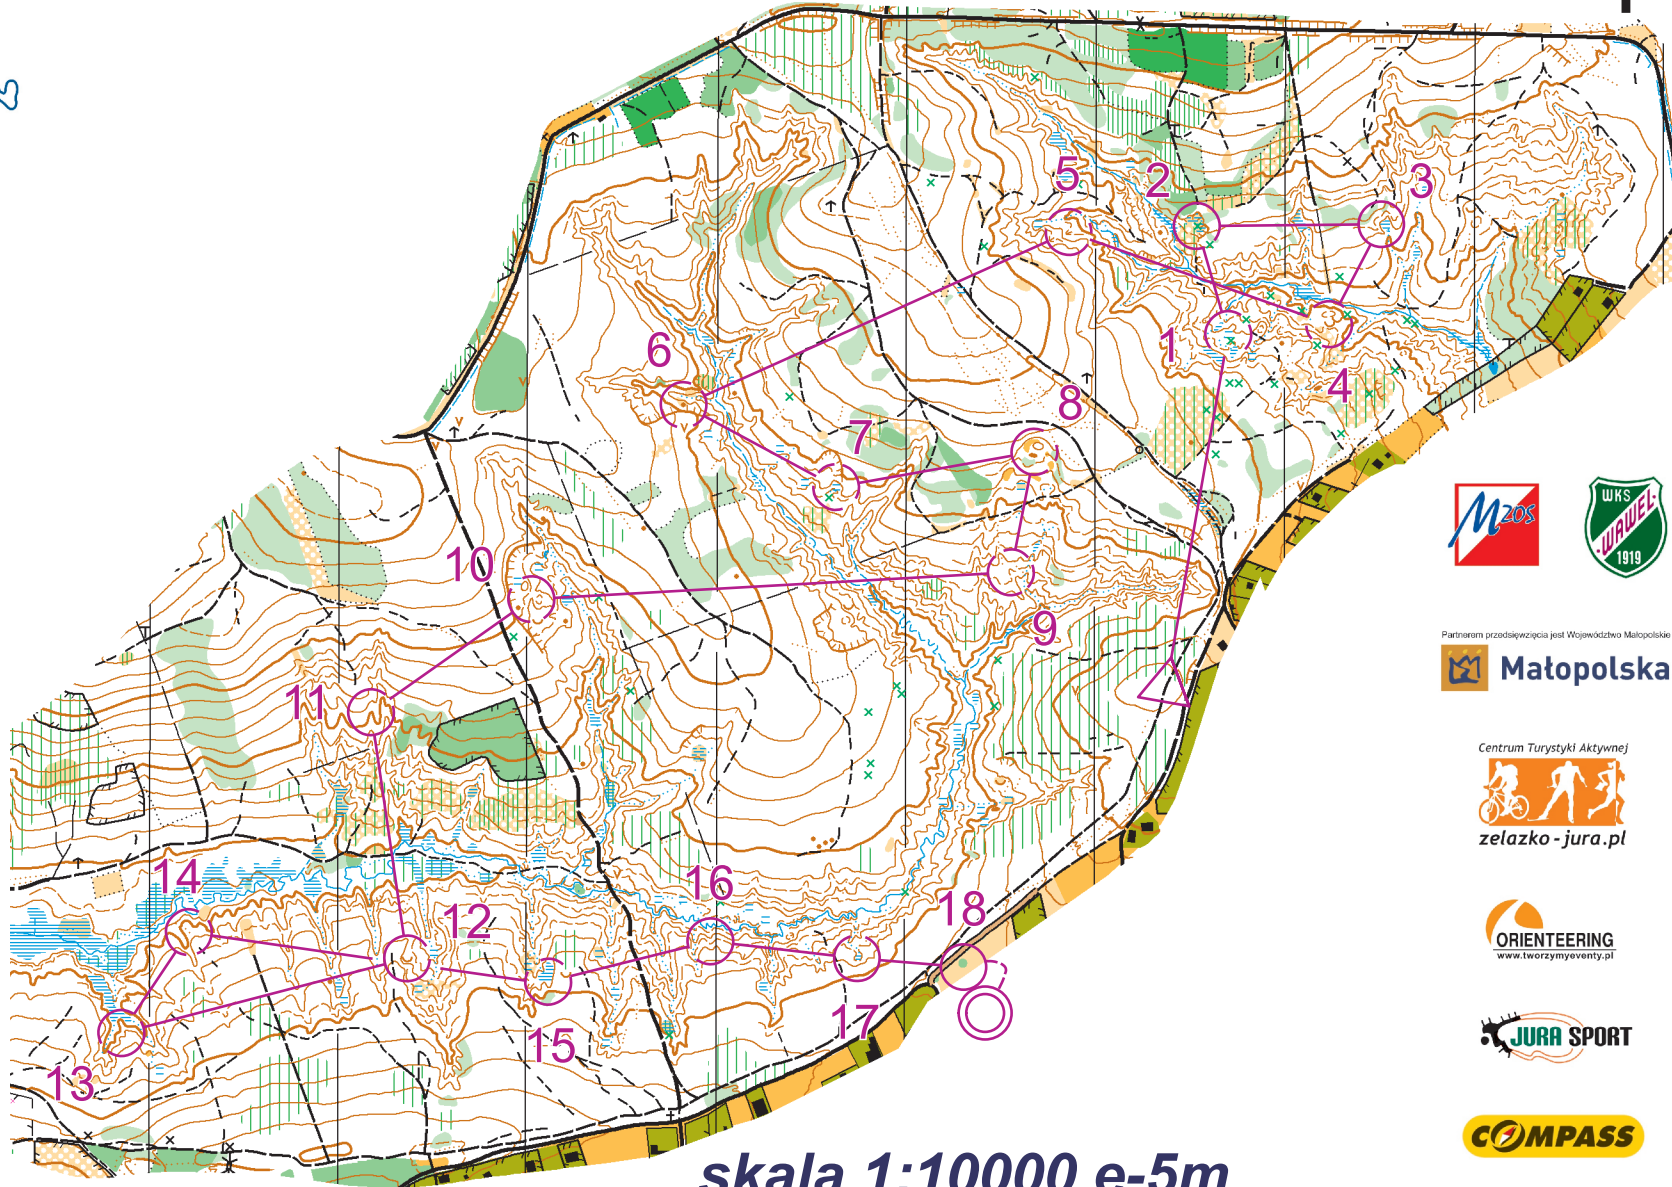 5
2
3
6
1
4
8
7
MZOS
WKS
WAWEL
1919
10
9
Partnerem przedsięwzięcia jest Województwo Małopolskie
Małopolska
11
Centrum Turystyki Aktywnej
zelazko-jura.pl
14
16
12
18
ORIENTEERING
www.tworzymyeventy.pl
15
17
JURA SPORT
13
COMPASS
skala 1:10000 e-5m